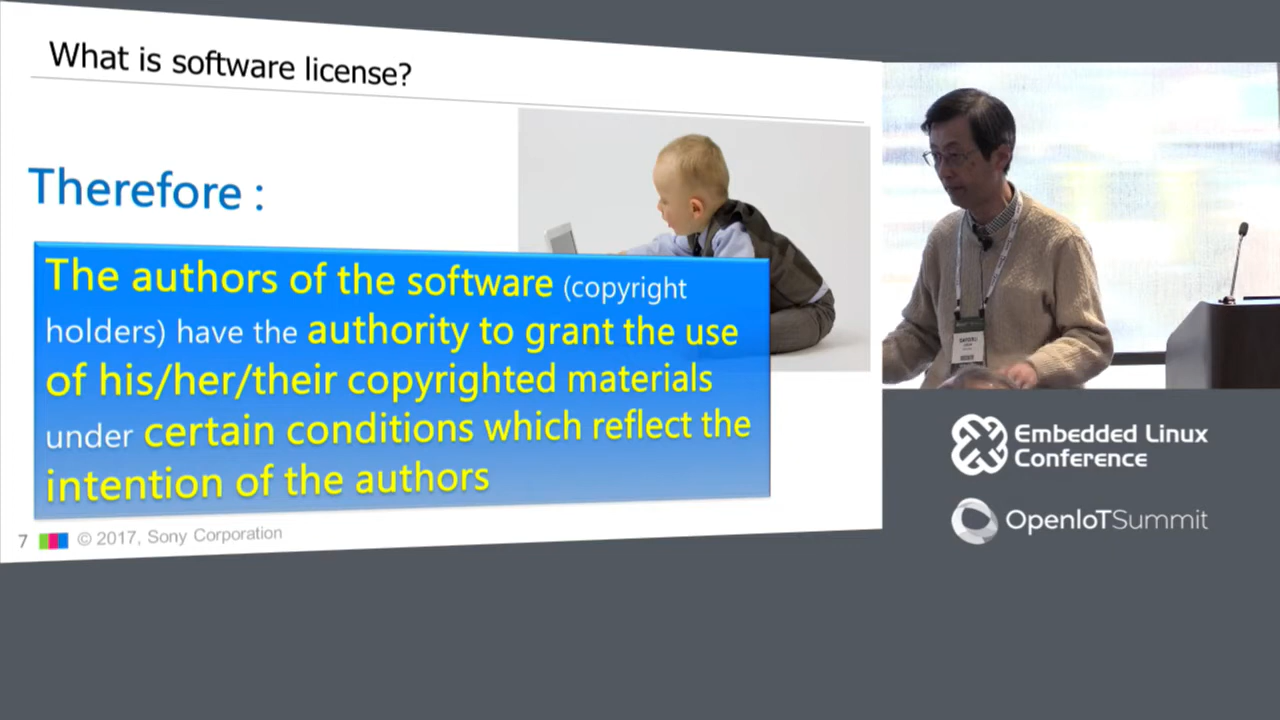 What is software license?
Therefore :
The authors of the software (copyright
holders) have the authority to grant the use
of his/her/their copyrighted materials
under certain conditions which reflect the
intention of the authors
7 © 2017, Sony Corporation
Embedded Linux
Conference
OpenIoTSummit